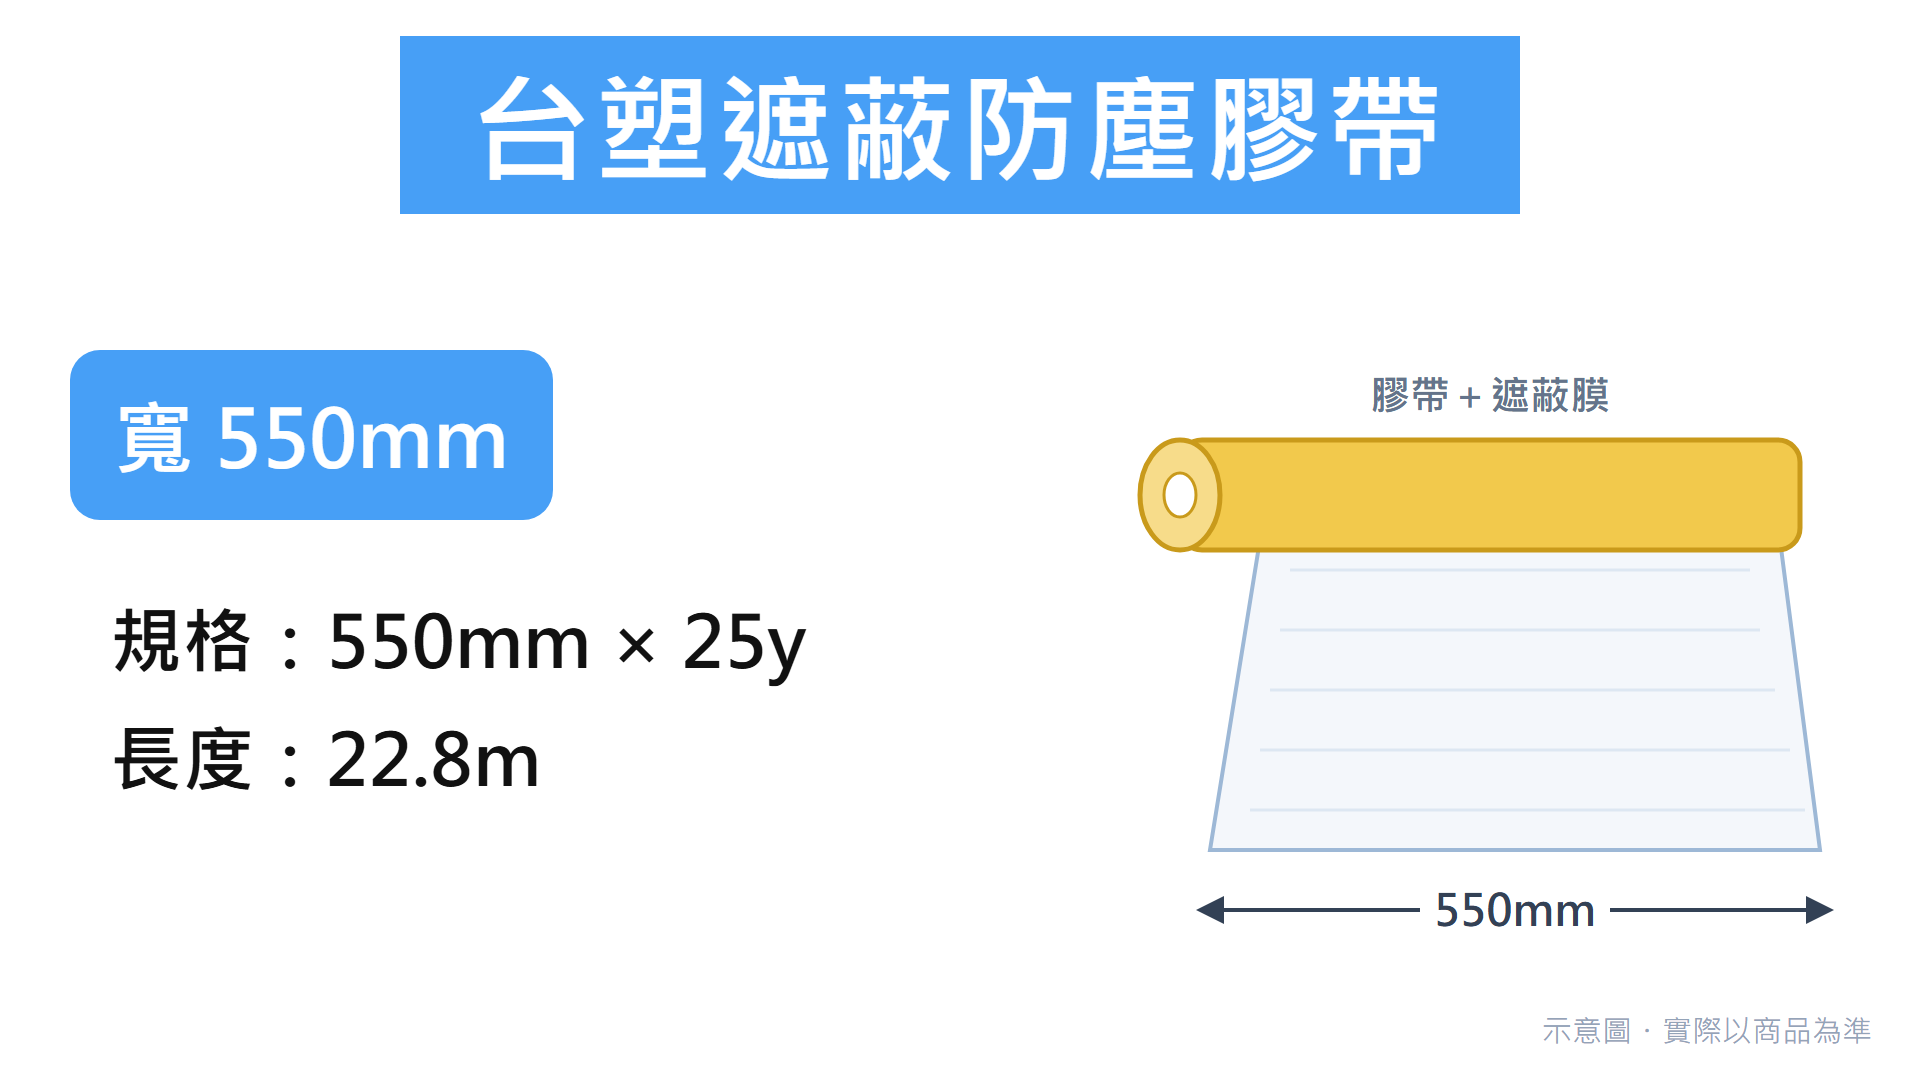 台塑遮蔽防塵膠帶
寬 550mm
規格：550mm × 25y
長度：22.8m
膠帶 + 遮蔽膜
550mm
示意圖 · 實際以商品為準